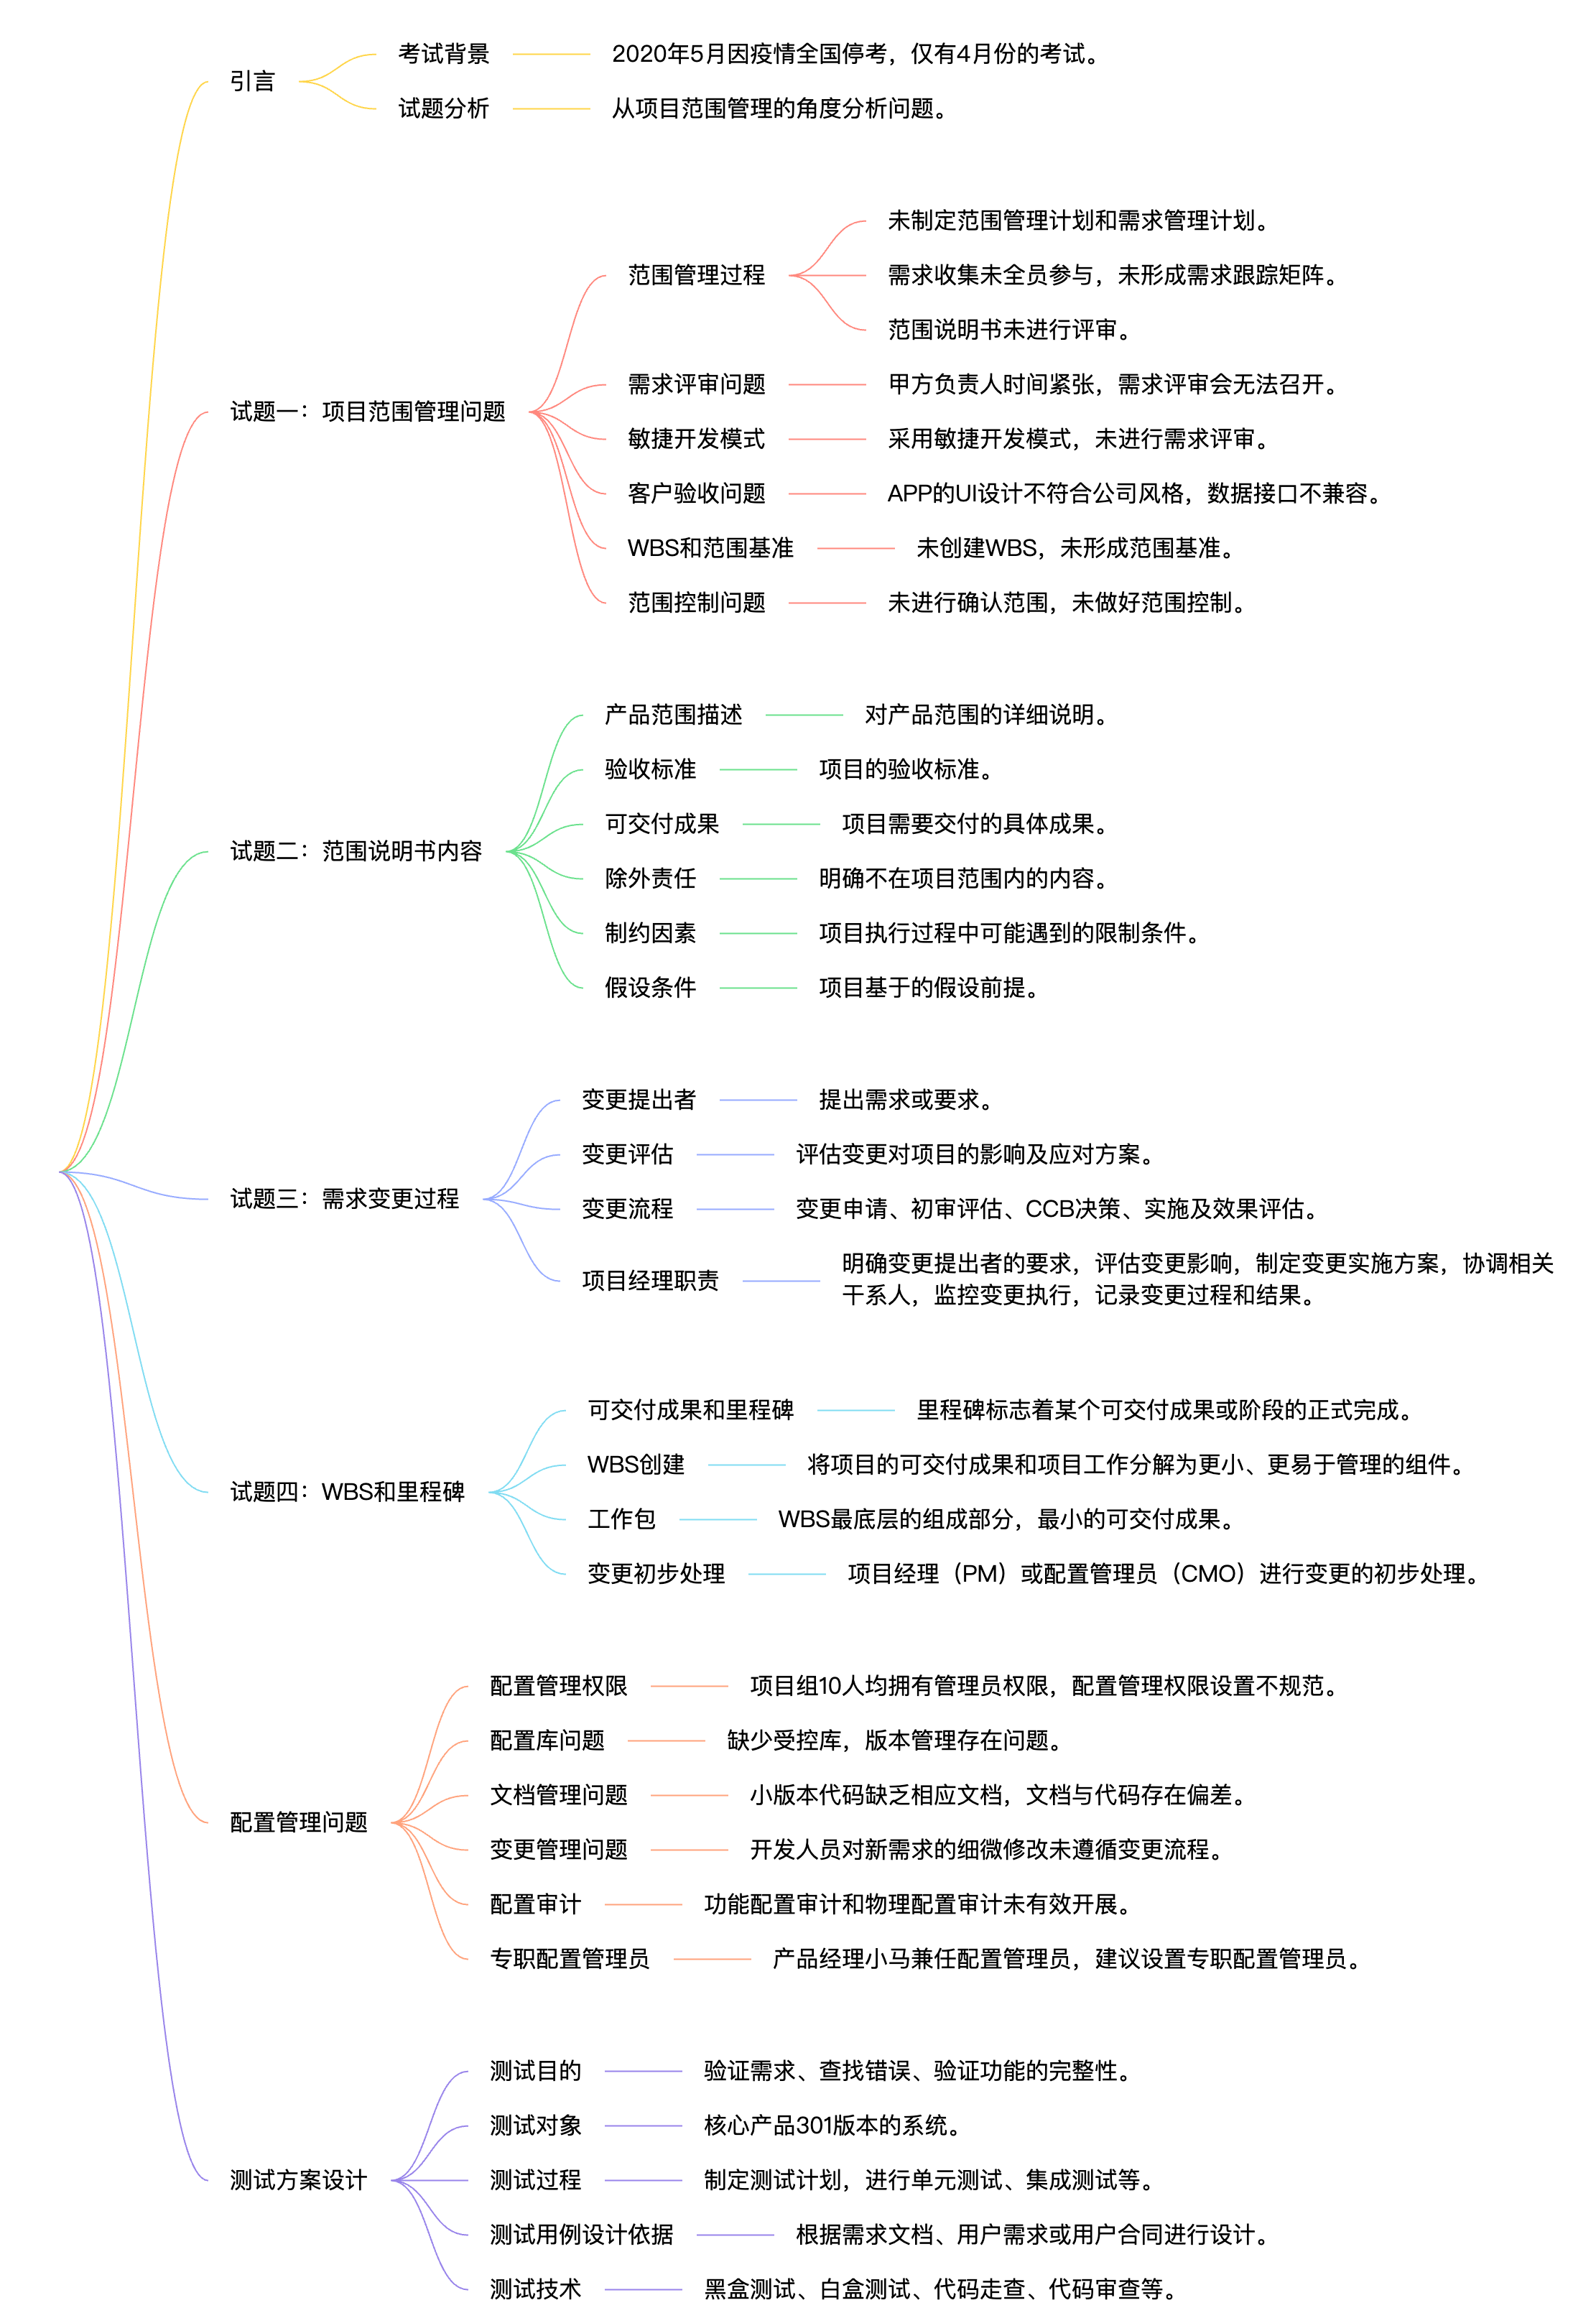 引言
考试背景
2020年5月因疫情全国停考，仅有4月份的考试。
试题分析
从项目范围管理的角度分析问题。
试题一：项目范围管理问题
范围管理过程
未制定范围管理计划和需求管理计划。
需求收集未全员参与，未形成需求跟踪矩阵。
范围说明书未进行评审。
需求评审问题
甲方负责人时间紧张，需求评审会无法召开。
敏捷开发模式
采用敏捷开发模式，未进行需求评审。
客户验收问题
APP的UI设计不符合公司风格，数据接口不兼容。
WBS和范围基准
未创建WBS，未形成范围基准。
范围控制问题
未进行确认范围，未做好范围控制。
试题二：范围说明书内容
产品范围描述
对产品范围的详细说明。
验收标准
项目的验收标准。
可交付成果
项目需要交付的具体成果。
除外责任
明确不在项目范围内的内容。
制约因素
项目执行过程中可能遇到的限制条件。
假设条件
项目基于的假设前提。
试题三：需求变更过程
变更提出者
提出需求或要求。
变更评估
评估变更对项目的影响及应对方案。
变更流程
变更申请、初审评估、CCB决策、实施及效果评估。
项目经理职责
明确变更提出者的要求，评估变更影响，制定变更实施方案，协调相关
干系人，监控变更执行，记录变更过程和结果。
试题四：WBS和里程碑
可交付成果和里程碑
里程碑标志着某个可交付成果或阶段的正式完成。
WBS创建
将项目的可交付成果和项目工作分解为更小、更易于管理的组件。
工作包
WBS最底层的组成部分，最小的可交付成果。
变更初步处理
项目经理（PM）或配置管理员（CMO）进行变更的初步处理。
配置管理问题
配置管理权限
项目组10人均拥有管理员权限，配置管理权限设置不规范。
配置库问题
缺少受控库，版本管理存在问题。
文档管理问题
小版本代码缺乏相应文档，文档与代码存在偏差。
变更管理问题
开发人员对新需求的细微修改未遵循变更流程。
配置审计
功能配置审计和物理配置审计未有效开展。
专职配置管理员
产品经理小马兼任配置管理员，建议设置专职配置管理员。
测试方案设计
测试目的
验证需求、查找错误、验证功能的完整性。
测试对象
核心产品301版本的系统。
测试过程
制定测试计划，进行单元测试、集成测试等。
测试用例设计依据
根据需求文档、用户需求或用户合同进行设计。
测试技术
黑盒测试、白盒测试、代码走查、代码审查等。